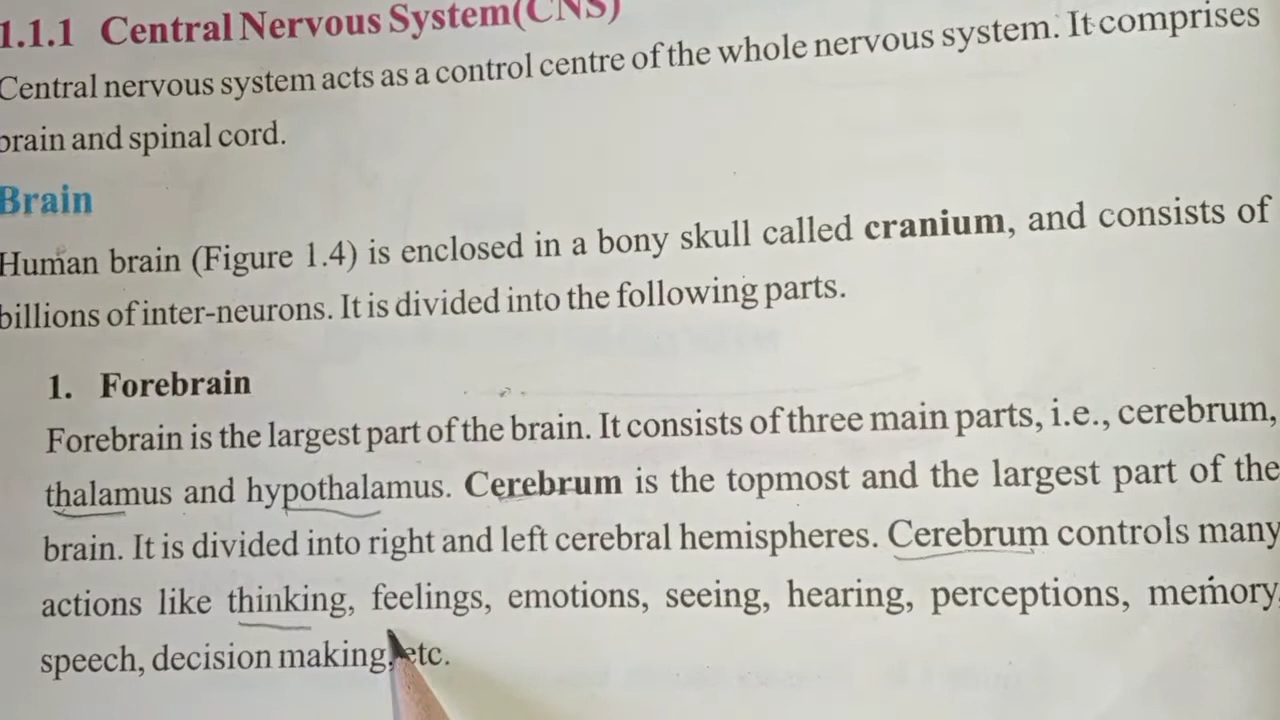 1.1.1 Central Nervous System(CNS)
Central nervous system acts as a control centre of the whole nervous system. It comprises
brain and spinal cord.
Brain
Human brain (Figure 1.4) is enclosed in a bony skull called cranium, and consists of
billions of inter-neurons. It is divided into the following parts.
1. Forebrain
Forebrain is the largest part of the brain. It consists of three main parts, i.e., cerebrum,
thalamus and hypothalamus. Cerebrum is the topmost and the largest part of the
brain. It is divided into right and left cerebral hemispheres. Cerebrum controls many
actions like thinking, feelings, emotions, seeing, hearing, perceptions, memory,
speech, decision making, etc.